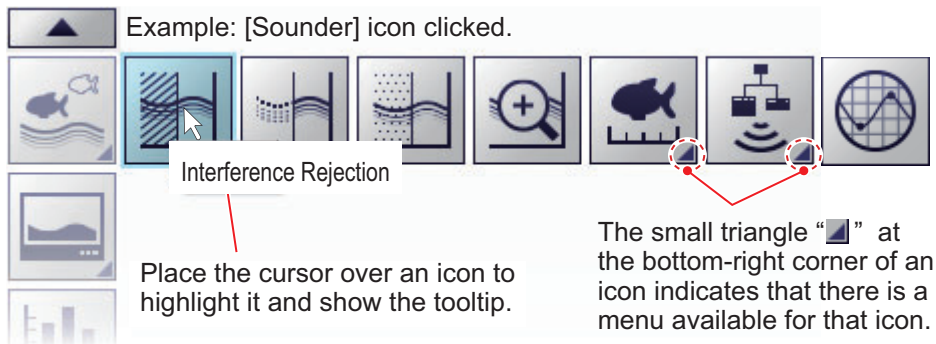 Example: [Sounder] icon clicked.
Interference Rejection
Place the cursor over an icon to
highlight it and show the tooltip.
The small triangle “◢” at
the bottom-right corner of an
icon indicates that there is a
menu available for that icon.